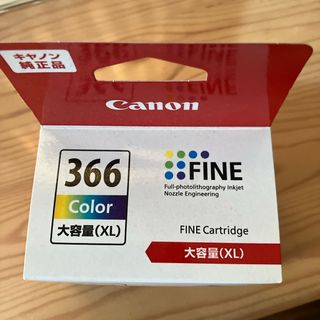 キヤノン
純正品
Canon
366
Color
大容量(XL)
FINE
Full-photolithography Inkjet
Nozzle Engineering
FINE Cartridge
大容量(XL)